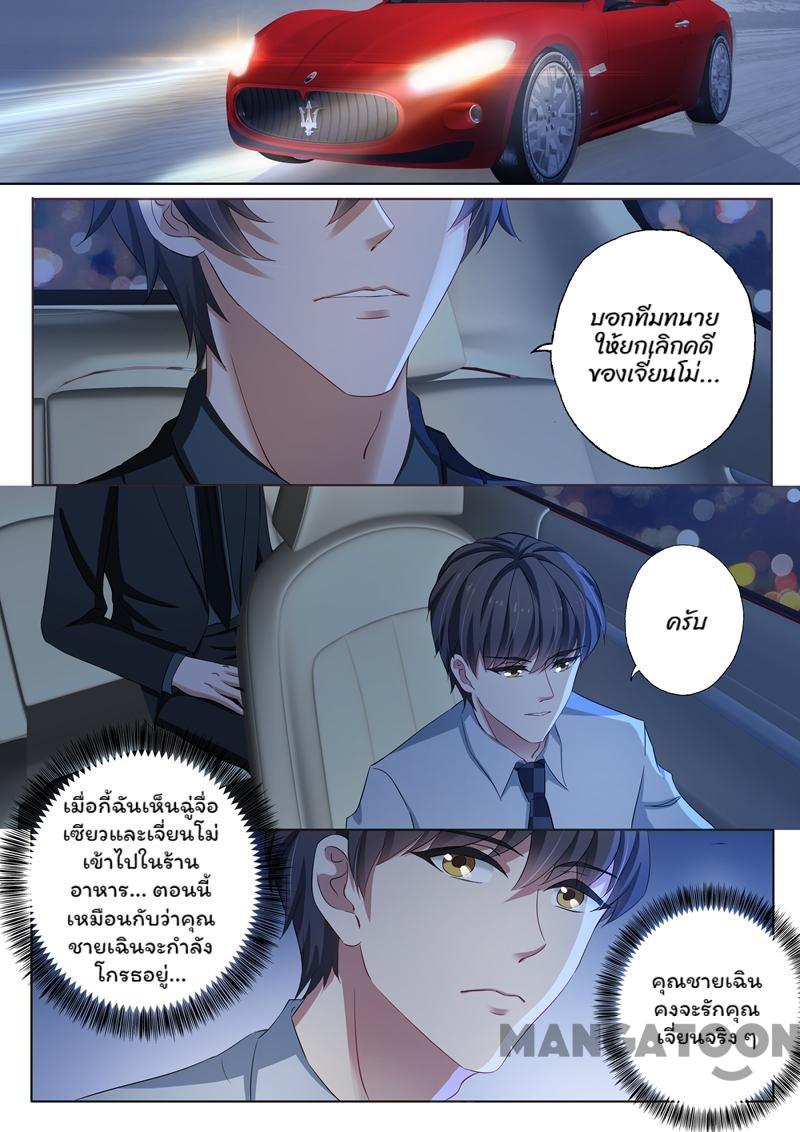 บอกทีมทนาย
ให้ยกเลิกคดี
ของเจี่ยนโม่...
ครับ
เมื่อกี้ฉันเห็นฉู่จื่อ
เซียวและเจี่ยนโม่
เข้าไปในร้าน
อาหาร... ตอนนี้
เหมือนกับว่าคุณ
ชายเฉินจะกำลัง
โกรธอยู่...
คุณชายเฉิน
คงจะรักคุณ
เจี่ยนจริง ๆ
MANGATOON